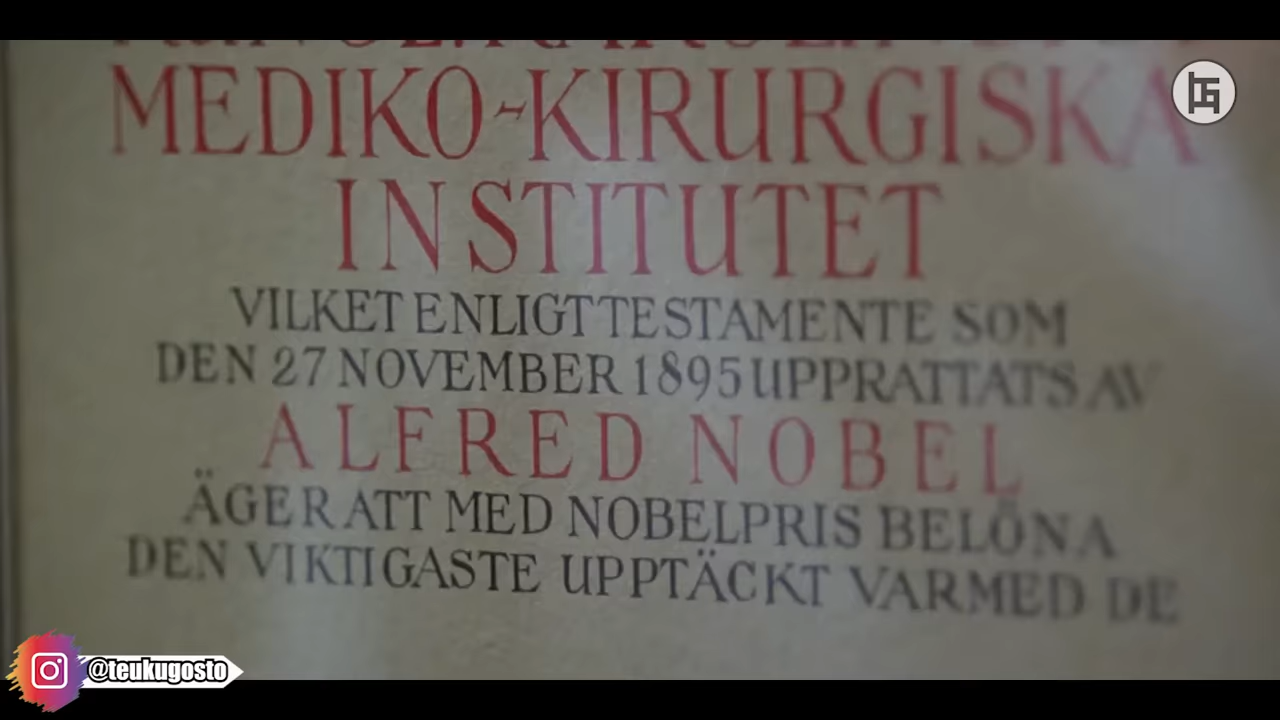 MEDIKO-KIRURGISKA
INSTITUTET
VILKET ENLIGT TESTAMENTE SOM
DEN 27 NOVEMBER 1895 UPPRATTATS AV
ALFRED NOBEL
ÄGER ATT MED NOBELPRIS BELÖNA
DEN VIKTIGASTE UPPTÄCKT VARMED DE
@teukugosto